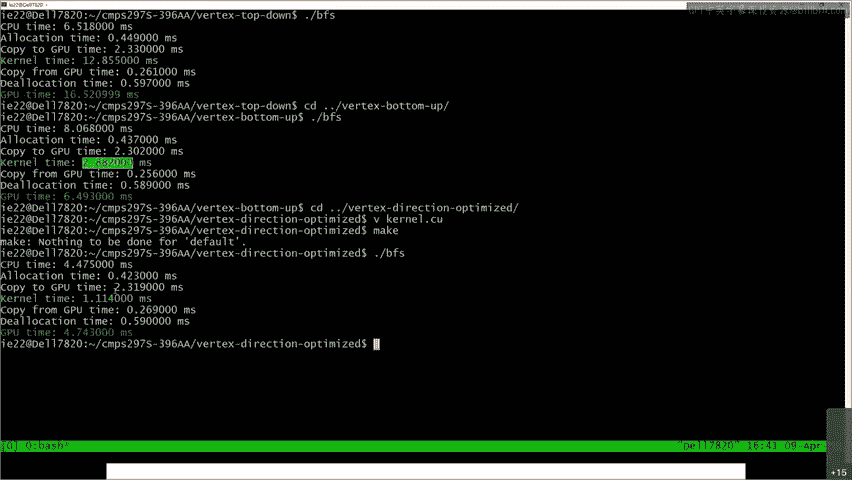 ie22@Dell7820:~/cmps297S-396AA/vertex-top-down$ ./bfs
CPU time: 6.518000 ms
Allocation time: 0.449000 ms
Copy to GPU time: 2.330000 ms
Kernel time: 12.855000 ms
Copy from GPU time: 0.261000 ms
Deallocation time: 0.597000 ms
GPU time: 16.520999 ms
ie22@Dell7820:~/cmps297S-396AA/vertex-top-down$ cd ../vertex-bottom-up/
ie22@Dell7820:~/cmps297S-396AA/vertex-bottom-up$ ./bfs
CPU time: 8.068000 ms
Allocation time: 0.437000 ms
Copy to GPU time: 2.302000 ms
Kernel time: ms
Copy from GPU time: 0.256000 ms
Deallocation time: 0.589000 ms
GPU time: 6.493000 ms
ie22@Dell7820:~/cmps297S-396AA/vertex-bottom-up$ cd ../vertex-direction-optimized/
ie22@Dell7820:~/cmps297S-396AA/vertex-direction-optimized$ v kernel.cu
ie22@Dell7820:~/cmps297S-396AA/vertex-direction-optimized$ make
make: Nothing to be done for 'default'.
ie22@Dell7820:~/cmps297S-396AA/vertex-direction-optimized$ ./bfs
CPU time: 4.475000 ms
Allocation time: 0.423000 ms
Copy to GPU time: 2.319000 ms
Kernel time: 1.114000 ms
Copy from GPU time: 0.269000 ms
Deallocation time: 0.590000 ms
GPU time: 4.743000 ms
ie22@Dell7820:~/cmps297S-396AA/vertex-direction-optimized$
[0] 0:bash* "Dell7820" 16:41 09-Apr
+15